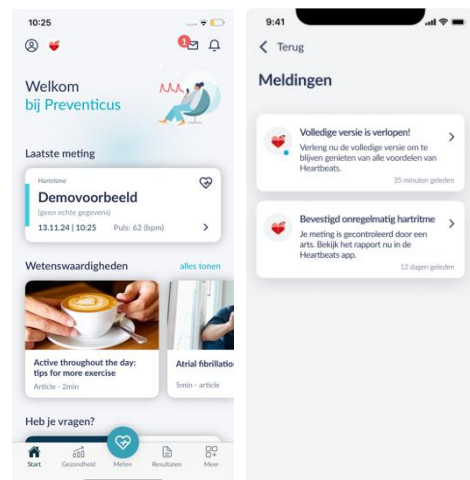 10:25
1
Welkom
bij Preventicus
Laatste meting
Hartritme
Demovoorbeeld
(geen echte gegevens)
13.11.24 | 10:25 Puls: 62 (bpm)
Wetenswaardigheden alles tonen
Active throughout the day:
tips for more exercise
Article - 2min
Atrial fibrillatio
5min - article
Heb je vragen?
Start Gezondheid Meten Resultaten Meer
9:41
Terug
Meldingen
Volledige versie is verlopen!
Verleng nu de volledige versie om te
blijven genieten van alle voordelen van
Heartbeats.
35 minuten geleden
Bevestigd onregelmatig hartritme
Je meting is gecontroleerd door een
arts. Bekijk het rapport nu in de
Heartbeats app.
12 dagen geleden